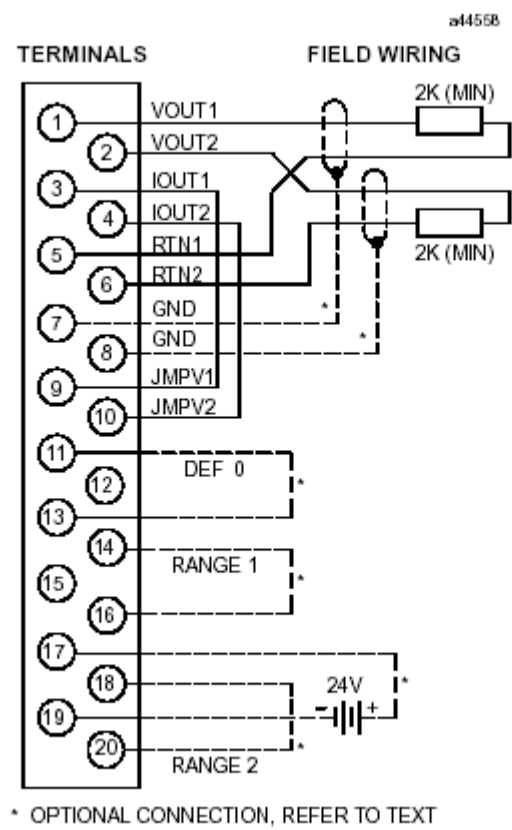 a44558
TERMINALS FIELD WIRING
2K (MIN)
1 VOUT1
2 VOUT2
3 IOUT1
4 IOUT2
5 RTN1
2K (MIN)
6 RTN2
7 GND *
8 GND *
9 JMPV1
10 JMPV2
11
DEF 0
12 *
13
14
RANGE 1
15 *
16
17
18 24V *
19 - +
20 *
RANGE 2
* OPTIONAL CONNECTION, REFER TO TEXT